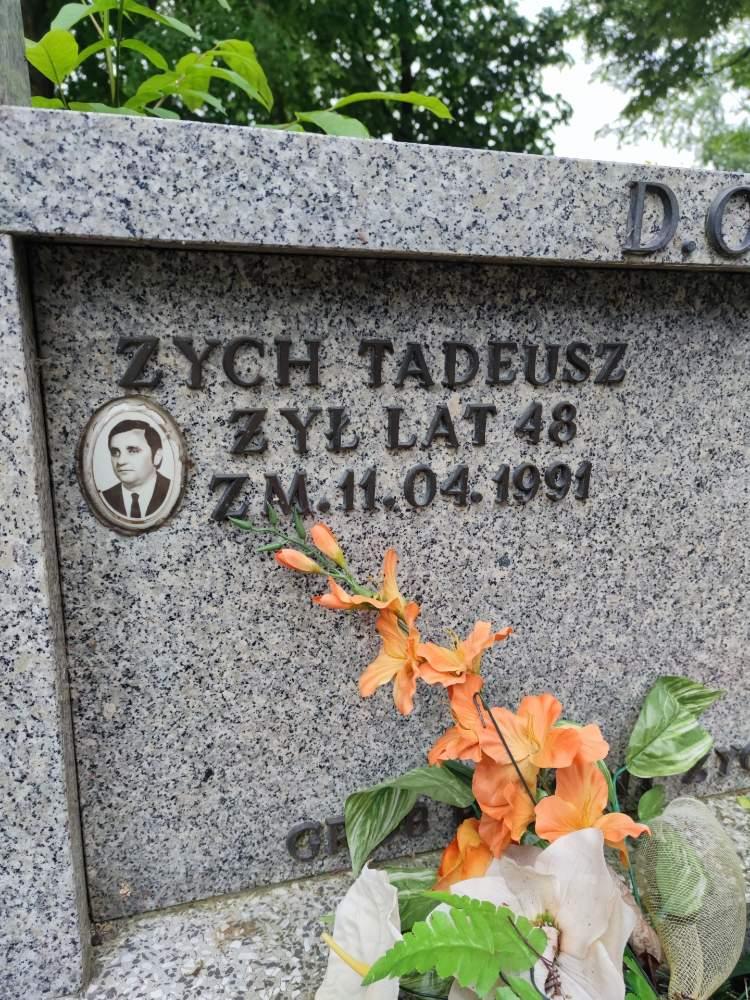 D.O
ZYCH TADEUSZ
ŻYŁ LAT 48
ZM. 11.04.1991